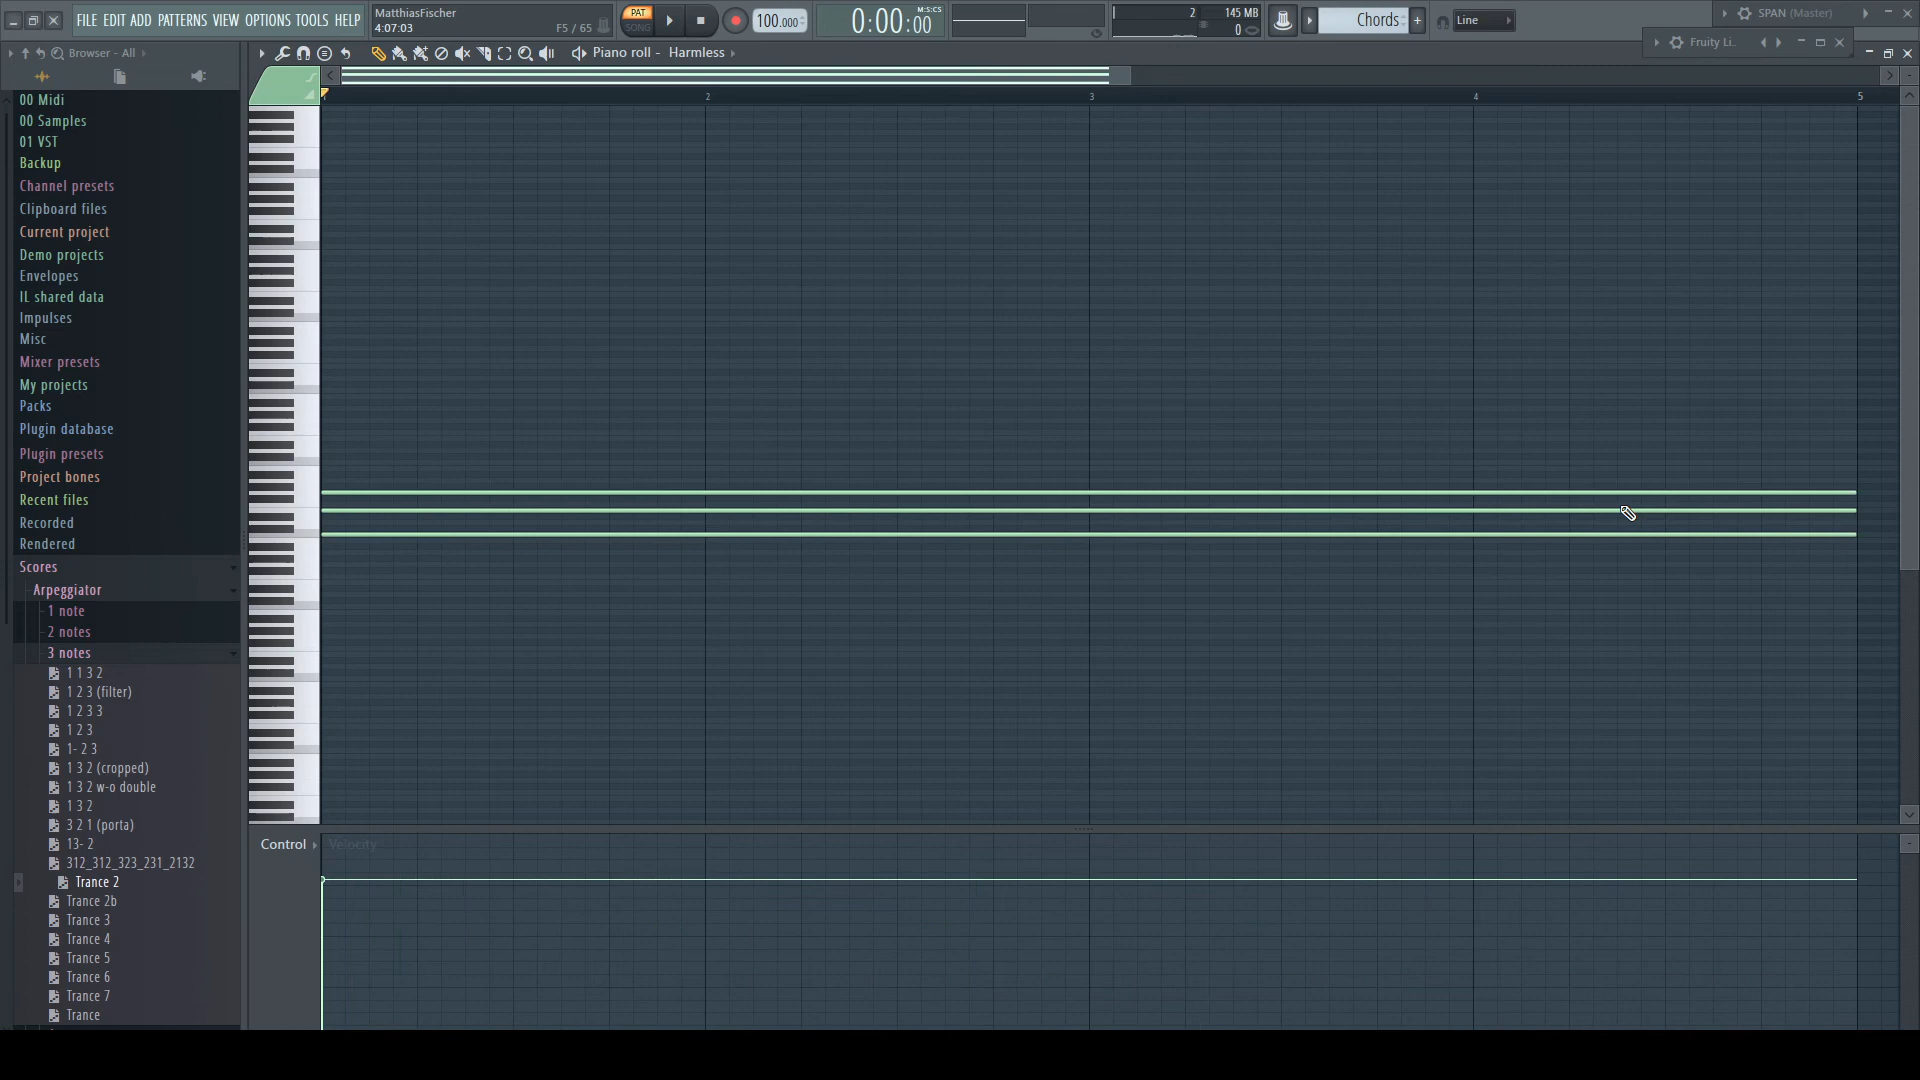 FILE EDIT ADD PATTERNS VIEW OPTIONS TOOLS HELP
MatthiasFischer
4:07:03
F5 / 65
PAT
SONG
100.000
0:00:00
M:S:CS
2
145 MB
0
Chords
Line
SPAN (Master)
Fruity Li..
Browser - All
Piano roll - Harmless
00 Midi
00 Samples
01 VST
Backup
Channel presets
Clipboard files
Current project
Demo projects
Envelopes
IL shared data
Impulses
Misc
Mixer presets
My projects
Packs
Plugin database
Plugin presets
Project bones
Recent files
Recorded
Rendered
Scores
Arpeggiator
1 note
2 notes
3 notes
1 1 3 2
1 2 3 (filter)
1 2 3 3
1 2 3
1- 2 3
1 3 2 (cropped)
1 3 2 w-o double
1 3 2
3 2 1 (porta)
13- 2
312_312_323_231_2132
Trance 2
Trance 2b
Trance 3
Trance 4
Trance 5
Trance 6
Trance 7
Trance
2
3
4
5
Control
Velocity